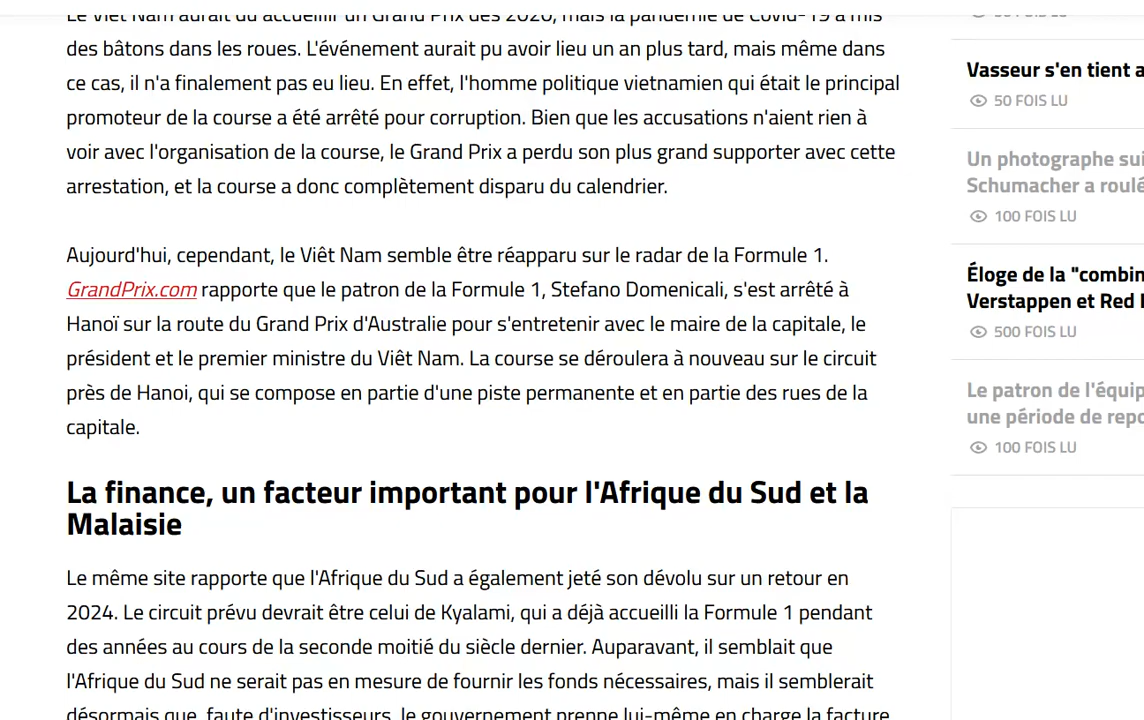 Le Viêt Nam aurait dû accueillir un Grand Prix dès 2020, mais la pandémie de Covid-19 a mis
des bâtons dans les roues. L'événement aurait pu avoir lieu un an plus tard, mais même dans
ce cas, il n'a finalement pas eu lieu. En effet, l'homme politique vietnamien qui était le principal
promoteur de la course a été arrêté pour corruption. Bien que les accusations n'aient rien à
voir avec l'organisation de la course, le Grand Prix a perdu son plus grand supporter avec cette
arrestation, et la course a donc complètement disparu du calendrier.
Aujourd'hui, cependant, le Viêt Nam semble être réapparu sur le radar de la Formule 1.
GrandPrix.com rapporte que le patron de la Formule 1, Stefano Domenicali, s'est arrêté à
Hanoï sur la route du Grand Prix d'Australie pour s'entretenir avec le maire de la capitale, le
président et le premier ministre du Viêt Nam. La course se déroulera à nouveau sur le circuit
près de Hanoi, qui se compose en partie d'une piste permanente et en partie des rues de la
capitale.
La finance, un facteur important pour l'Afrique du Sud et la
Malaisie
Le même site rapporte que l'Afrique du Sud a également jeté son dévolu sur un retour en
2024. Le circuit prévu devrait être celui de Kyalami, qui a déjà accueilli la Formule 1 pendant
des années au cours de la seconde moitié du siècle dernier. Auparavant, il semblait que
l'Afrique du Sud ne serait pas en mesure de fournir les fonds nécessaires, mais il semblerait
désormais que, faute d'investisseurs, le gouvernement prenne lui-même en charge la facture
Vasseur s'en tient a
50 FOIS LU
Un photographe sui
Schumacher a roulé
100 FOIS LU
Éloge de la "combin
Verstappen et Red
500 FOIS LU
Le patron de l'équip
une période de repo
100 FOIS LU